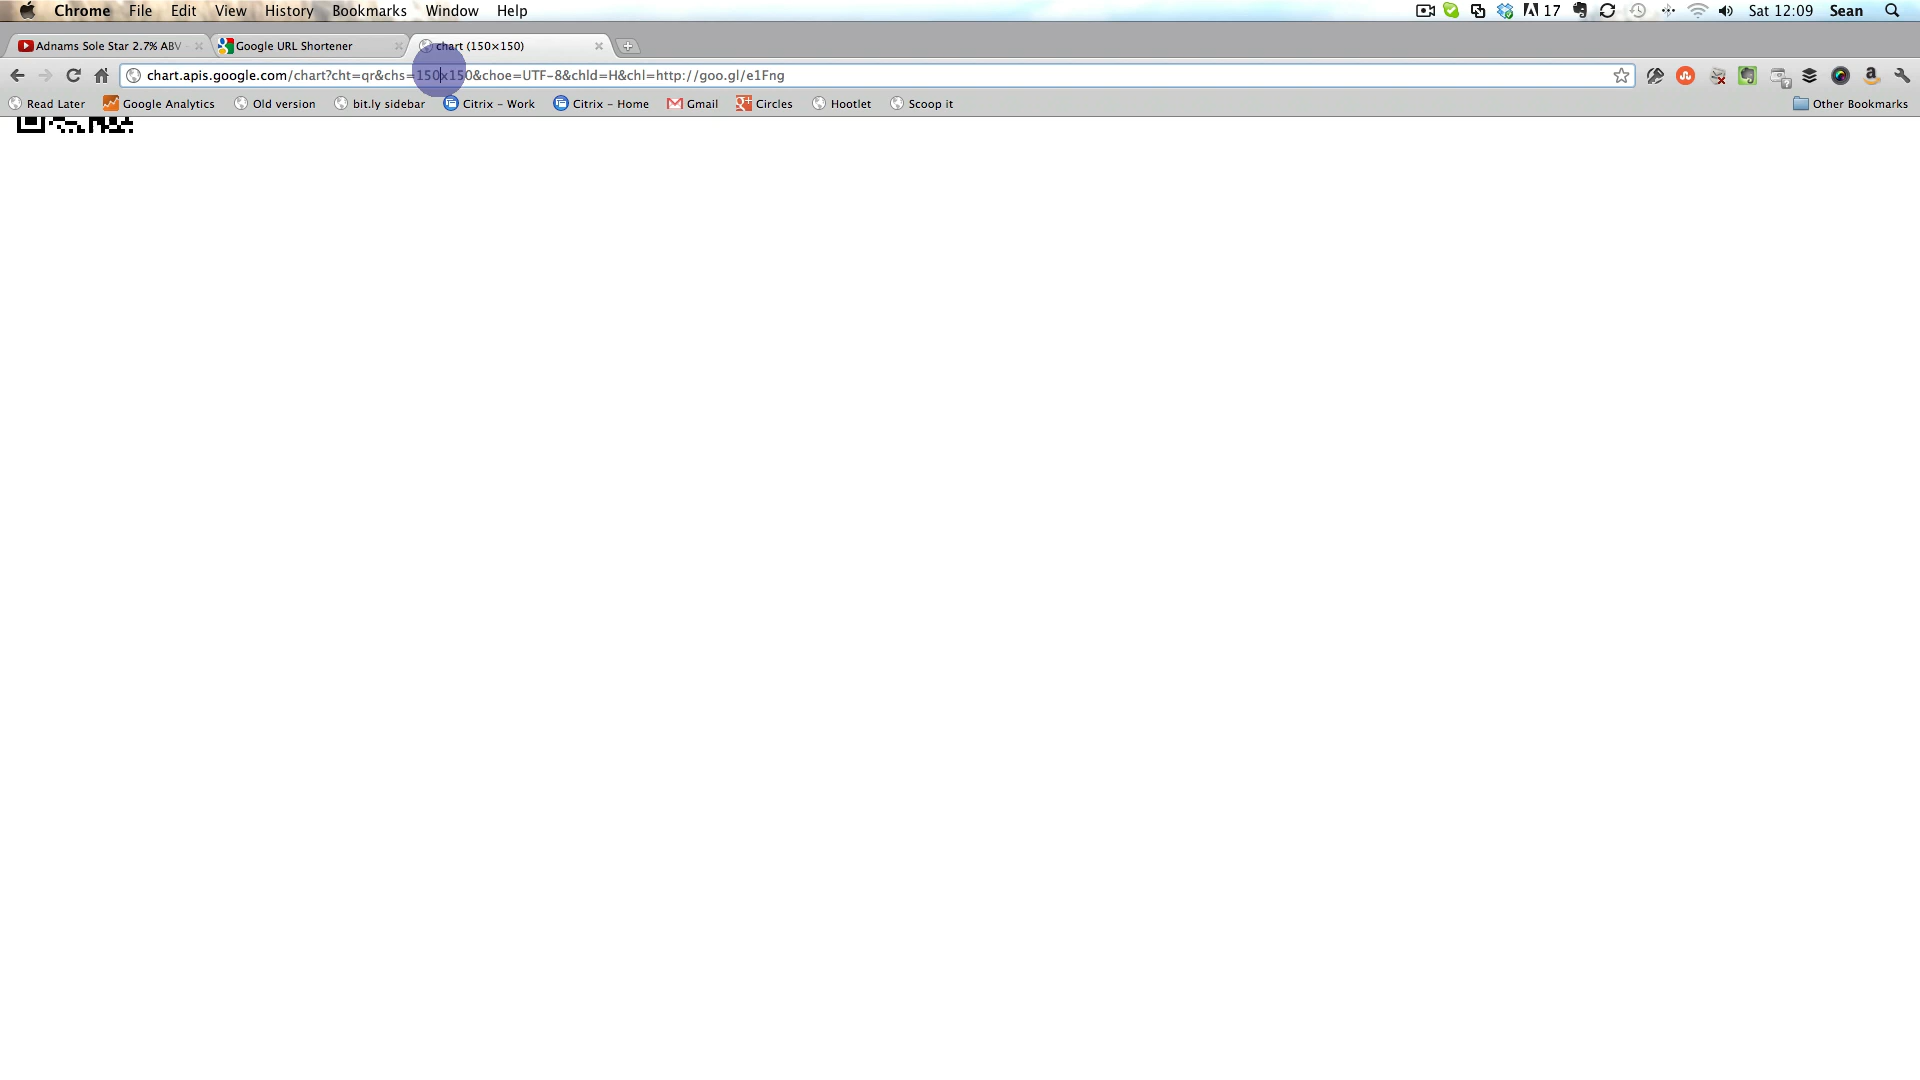 Chrome File Edit View History Bookmarks Window Help 17 Sat 12:09 Sean
Adnams Sole Star 2.7% ABV Google URL Shortener chart (150×150)
chart.apis.google.com/chart?cht=qr&chs=150x150&choe=UTF-8&chld=H&chl=http://goo.gl/e1Fng
Read Later Google Analytics Old version bit.ly sidebar Citrix - Work Citrix - Home Gmail Circles Hootlet Scoop it Other Bookmarks